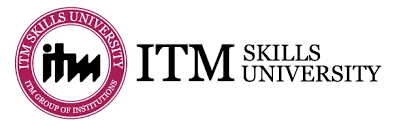 ITM SKILLS UNIVERSITY
itm
ITM GROUP OF INSTITUTIONS
ITM SKILLS
UNIVERSITY